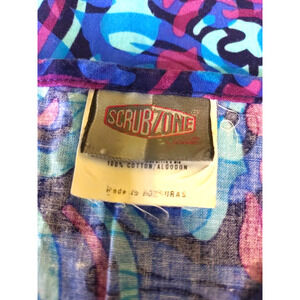 SCRUBZONE
100% COTTON/ALGODON
Made in HONDURAS